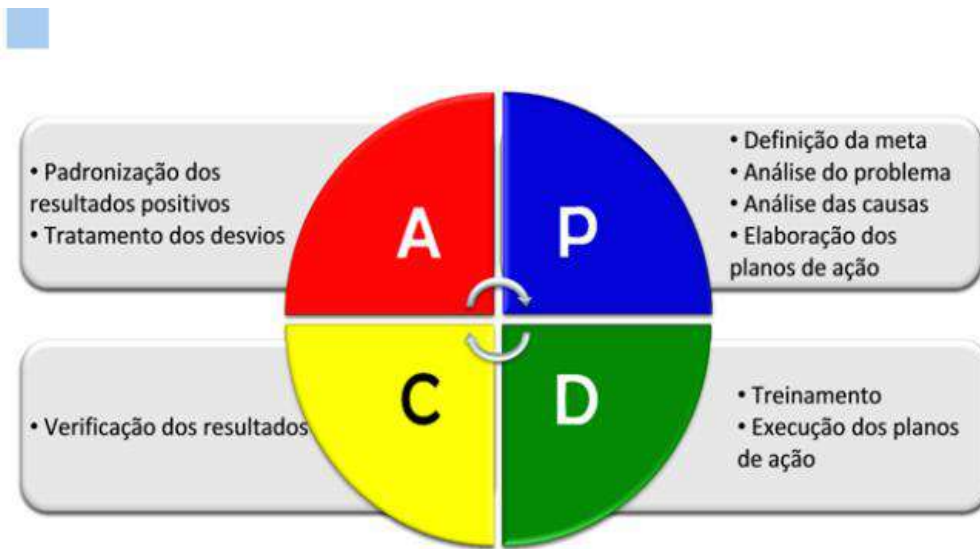 • Padronização dos
resultados positivos
• Tratamento dos desvios
A
P
• Definição da meta
• Análise do problema
• Análise das causas
• Elaboração dos
planos de ação
• Verificação dos resultados
C
D
• Treinamento
• Execução dos planos
de ação